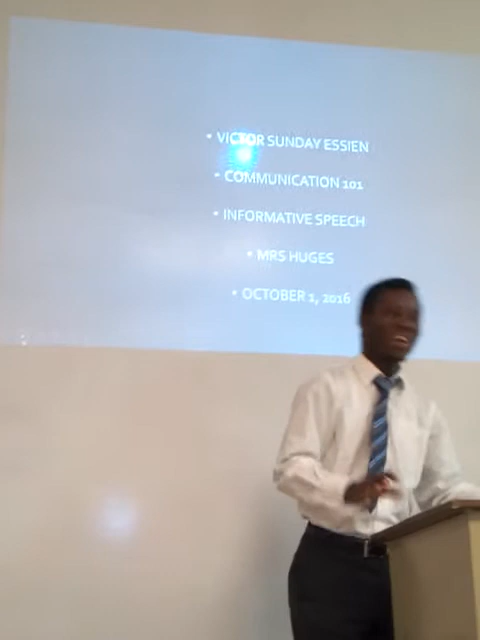 • VICTOR SUNDAY ESSIEN
• COMMUNICATION 101
• INFORMATIVE SPEECH
• MRS HUGES
• OCTOBER 1, 2016